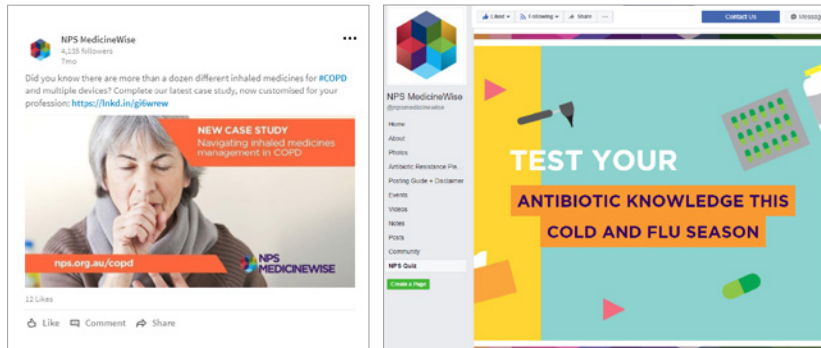 NPS MedicineWise
4,135 followers
7mo
Did you know there are more than a dozen different inhaled medicines for #COPD
and multiple devices? Complete our latest case study, now customised for your
profession: https://lnkd.in/gi6wrew
NEW CASE STUDY
Navigating inhaled medicines
management in COPD
nps.org.au/copd
NPS
MEDICINEWISE
12 Likes
Like Comment Share
Liked Following Share
Contact Us
Messag
NPS MedicineWise
@npsmedicinewise
Home
About
Photos
Antibiotic Resistance Ple...
Posting Guide + Disclaimer
Events
Videos
Notes
Posts
Community
NPS Quiz
Create a Page
TEST YOUR
ANTIBIOTIC KNOWLEDGE THIS
COLD AND FLU SEASON